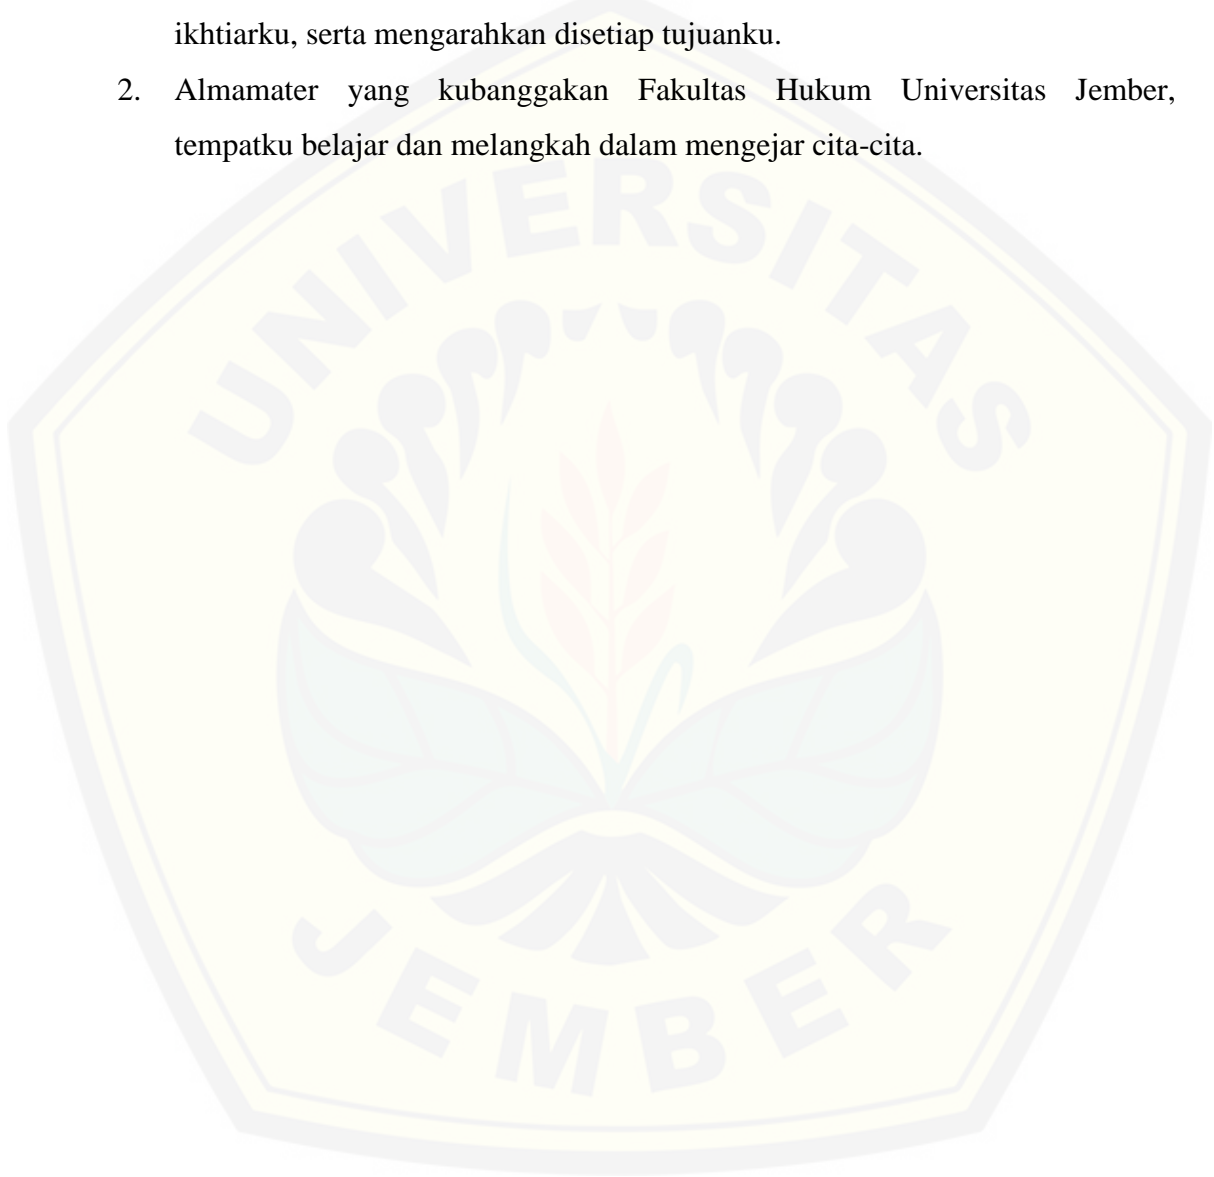 ikhtiarku, serta mengarahkan disetiap tujuanku.
2. Almamater yang kubanggakan Fakultas Hukum Universitas Jember,
tempatku belajar dan melangkah dalam mengejar cita-cita.
UNIVERSITAS
JEMBER